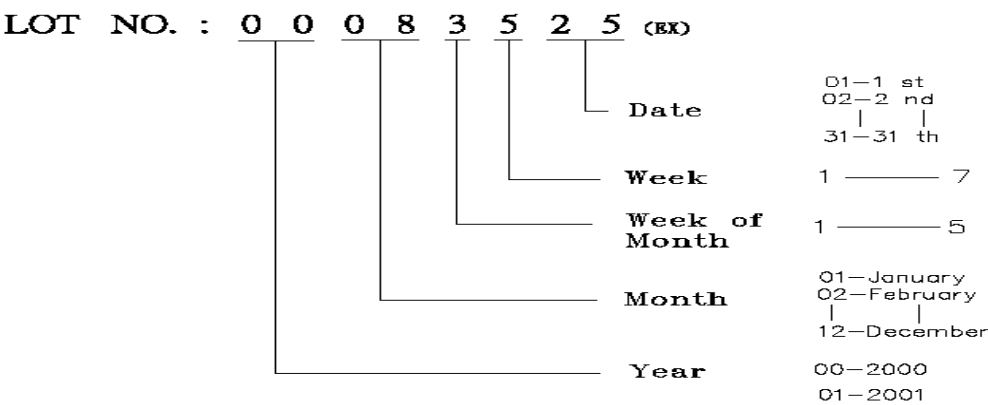 LOT NO. : 0 0 0 8 3 5 2 5 (EX)
Date
01-1 st
02-2 nd
31-31 th
Week
1 7
Week of
Month
1 5
Month
01-January
02-February
12-December
Year
00-2000
01-2001